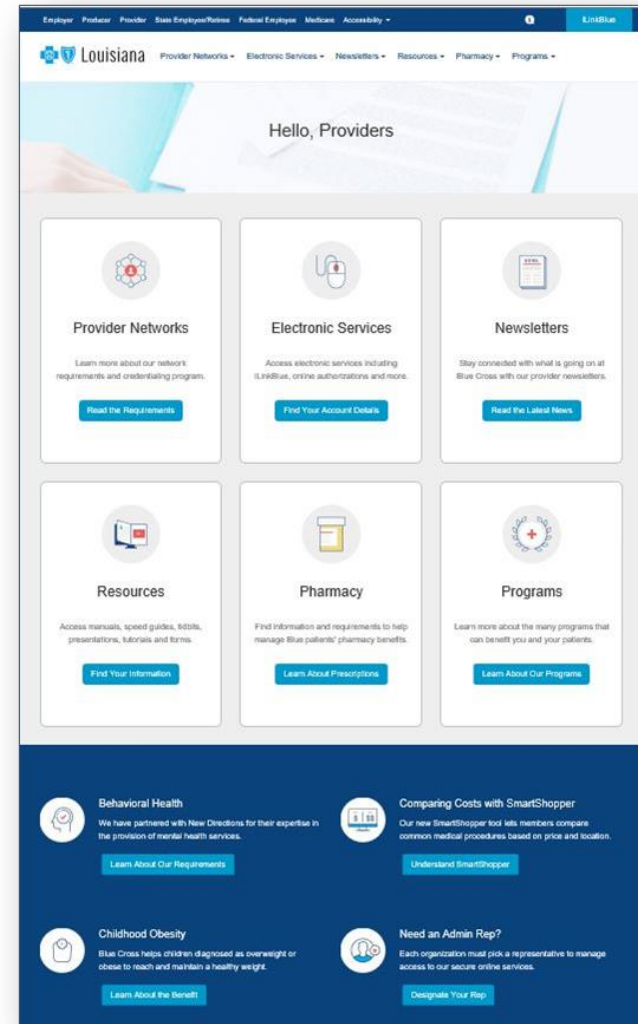 Employer Producer Provider State Employee/Retiree Federal Employee Medicare Accessibility iLinkBlue
Louisiana Provider Networks Electronic Services Newsletters Resources Pharmacy Programs
Hello, Providers
Provider Networks
Learn more about our network
requirements and credentialing program.
Read the Requirements
Electronic Services
Access electronic services including
iLinkBlue, online authorizations and more.
Find Your Account Details
NEWS
Newsletters
Stay connected with what is going on at
Blue Cross with our provider newsletters.
Read the Latest News
Resources
Access manuals, speed guides, tidbits,
presentations, tutorials and forms.
Find Your Information
Pharmacy
Find information and requirements to help
manage Blue patients' pharmacy benefits.
Learn About Prescriptions
Programs
Learn more about the many programs that
can benefit you and your patients.
Learn About Our Programs
Behavioral Health
We have partnered with New Directions for their expertise in
the provision of mental health services.
Learn About Our Requirements
Comparing Costs with SmartShopper
Our new SmartShopper tool lets members compare
common medical procedures based on price and location.
Understand SmartShopper
Childhood Obesity
Blue Cross helps children diagnosed as overweight or
obese to reach and maintain a healthy weight.
Learn About the Benefit
Need an Admin Rep?
Each organization must pick a representative to manage
access to our secure online services.
Designate Your Rep